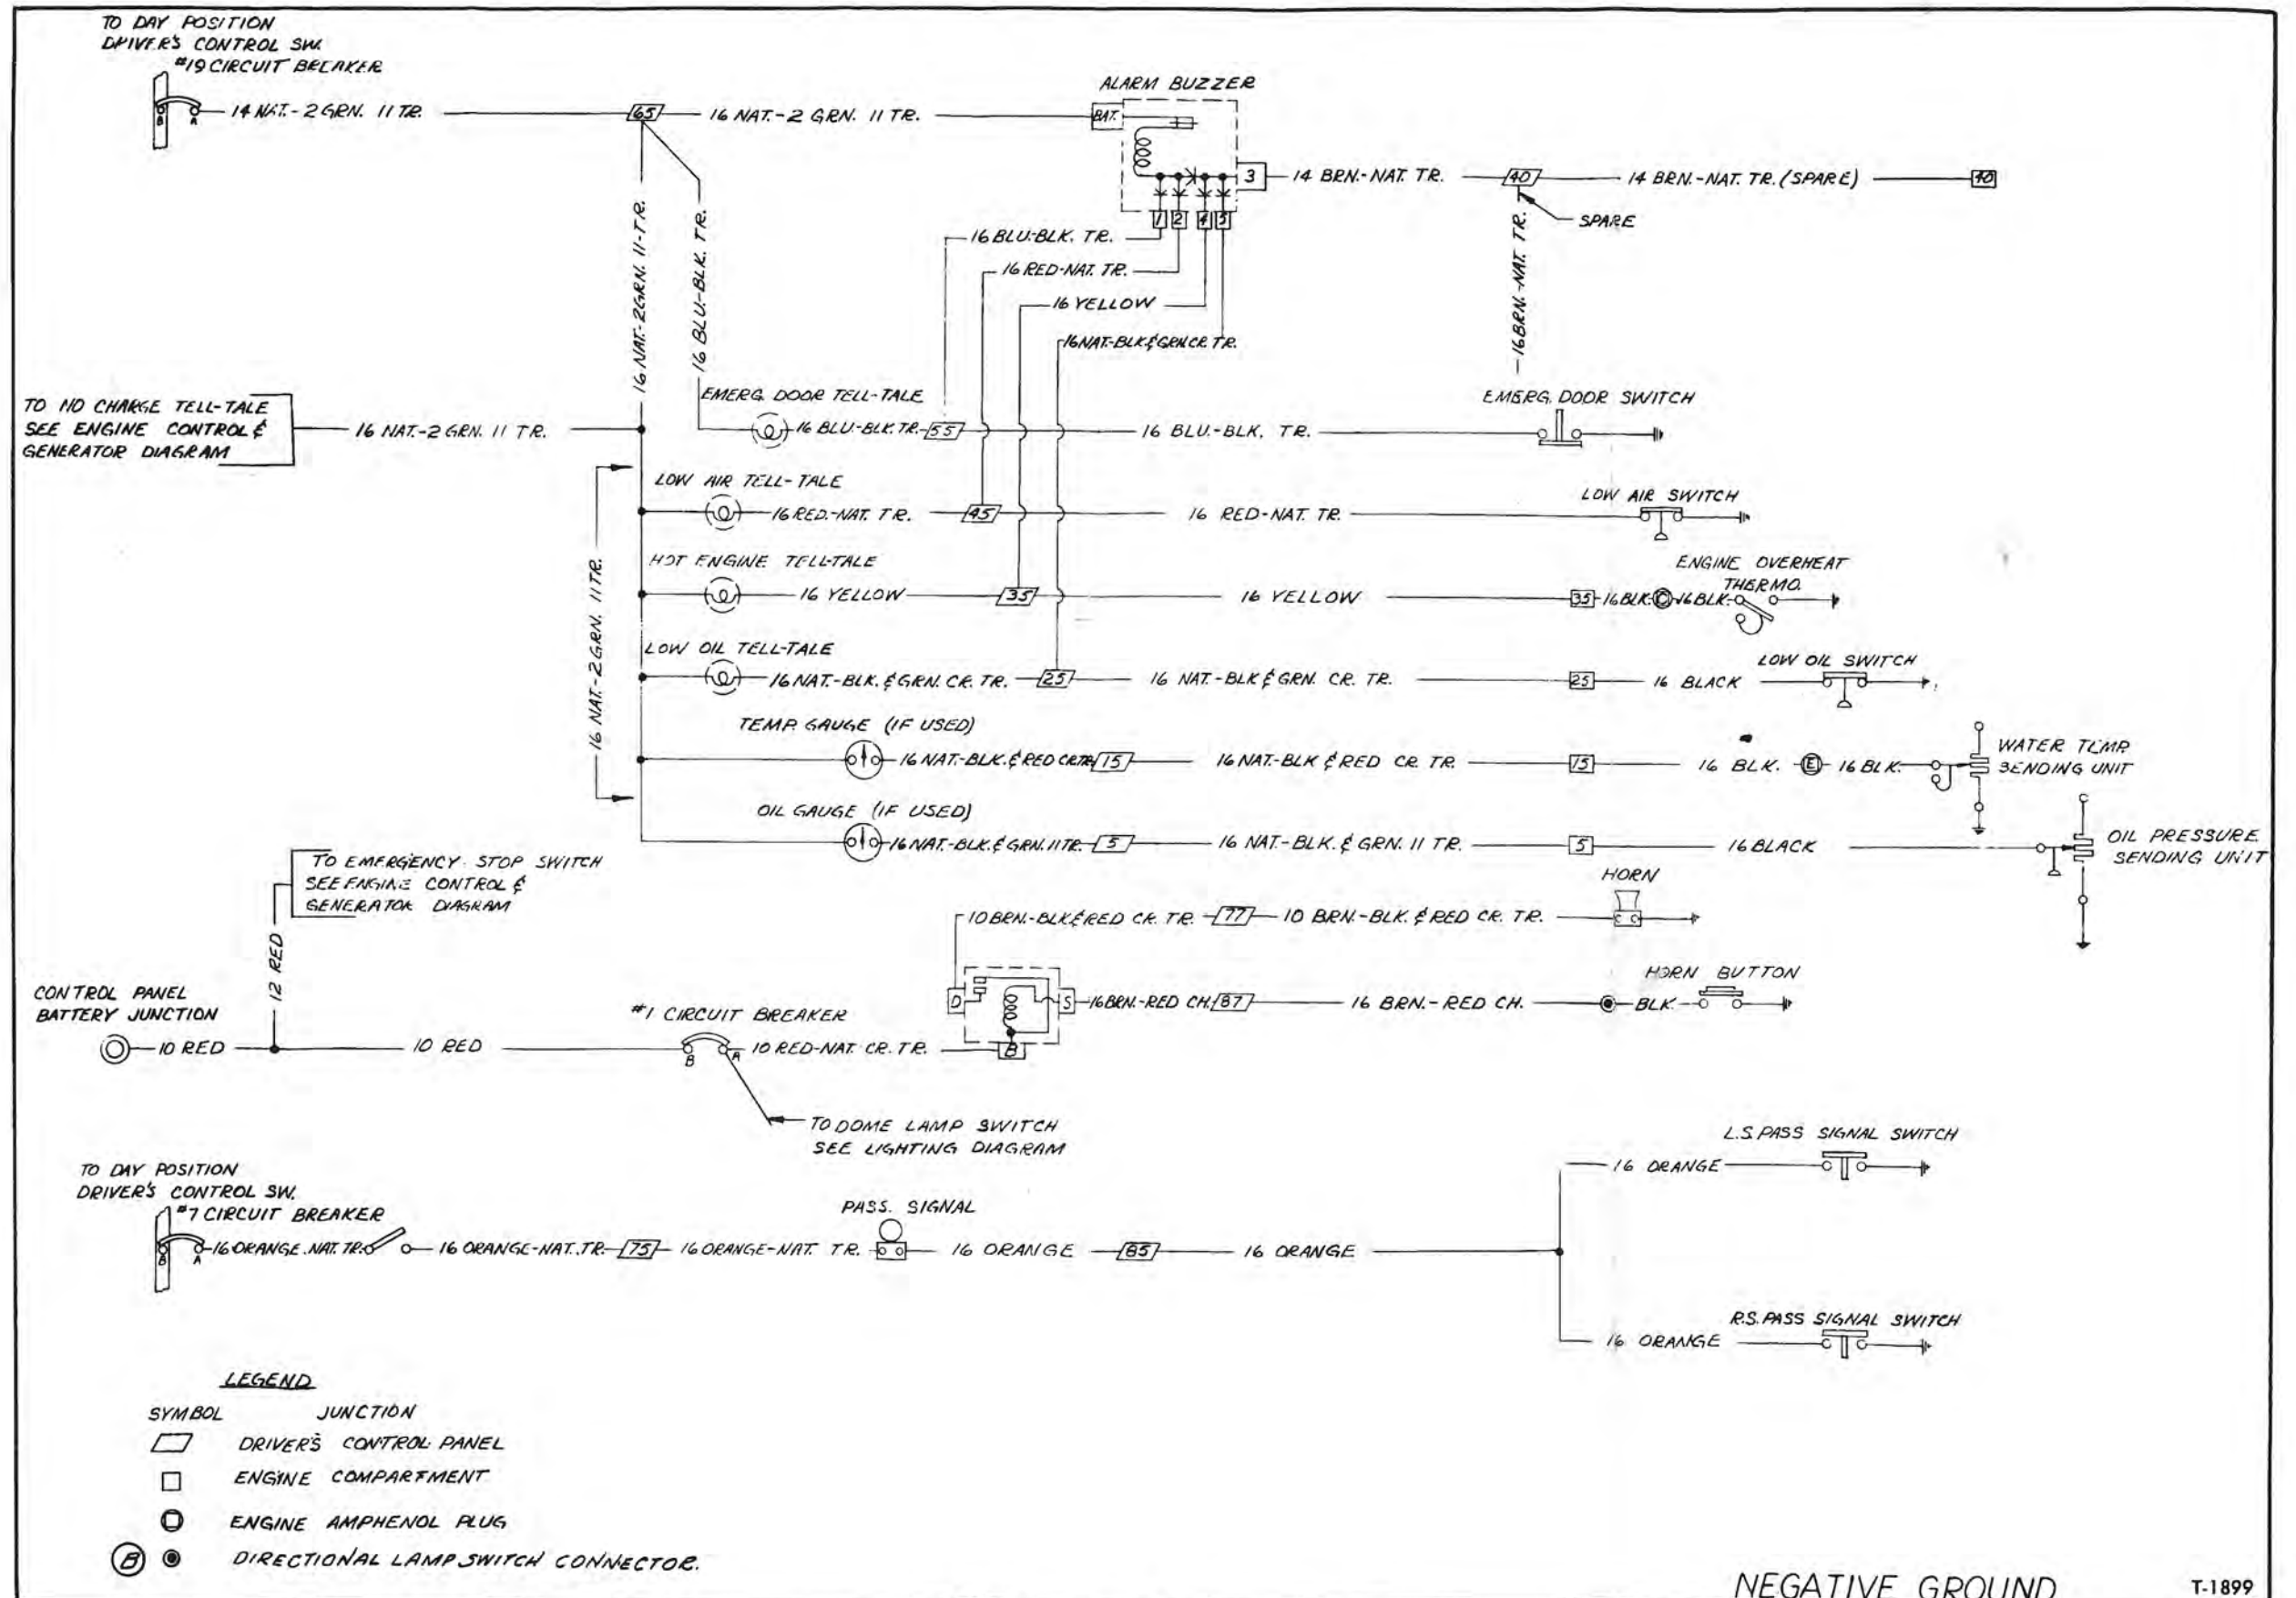 TO DAY POSITION
DRIVER'S CONTROL SW.
#19 CIRCUIT BREAKER
B
A
14 NAT.-2 GRN. 11 TR.
65
16 NAT.-2 GRN. 11 TR.
ALARM BUZZER
BAT.
3
14 BRN.-NAT. TR.
40
14 BRN.-NAT. TR. (SPARE)
40
SPARE
1
2
4
5
16 BLU-BLK. TR.
16 RED-NAT. TR.
16 YELLOW
16 NAT-BLK & GRN CR. TR.
16 NAT.-2GRN. 11-TR.
16 BLU-BLK. TR.
16BRN.-NAT. TR.
TO NO CHARGE TELL-TALE
SEE ENGINE CONTROL &
GENERATOR DIAGRAM
16 NAT.-2 GRN. 11 TR.
EMERG. DOOR TELL-TALE
16 BLU-BLK. TR.
55
16 BLU.-BLK. TR.
EMERG. DOOR SWITCH
LOW AIR TELL-TALE
16 RED.-NAT. TR.
45
16 RED-NAT. TR.
LOW AIR SWITCH
16 NAT.-2GRN. 11TR.
HOT ENGINE TELL-TALE
16 YELLOW
35
16 YELLOW
35
16BLK.
C
16BLK.
ENGINE OVERHEAT
THERMO.
LOW OIL TELL-TALE
16 NAT.-BLK. & GRN. CR. TR.
25
16 NAT.-BLK & GRN. CR. TR.
25
16 BLACK
LOW OIL SWITCH
TEMP. GAUGE (IF USED)
16 NAT.-BLK. & RED CR.TR.
15
16 NAT.-BLK & RED CR. TR.
15
16 BLK.
E
16 BLK.
WATER TEMP.
SENDING UNIT
OIL GAUGE (IF USED)
16 NAT.-BLK. & GRN. 11TR.
5
16 NAT.-BLK. & GRN. 11 TR.
5
16 BLACK
OIL PRESSURE
SENDING UNIT
TO EMERGENCY STOP SWITCH
SEE ENGINE CONTROL &
GENERATOR DIAGRAM
12 RED
10 BRN.-BLK & RED CR. TR.
77
10 BRN.-BLK. & RED CR. TR.
HORN
CONTROL PANEL
BATTERY JUNCTION
10 RED
10 RED
#1 CIRCUIT BREAKER
B
A
10 RED-NAT. CR. TR.
D
S
B
16BRN.-RED CH.
87
16 BRN.-RED CH.
BLK.
HORN BUTTON
TO DOME LAMP SWITCH
SEE LIGHTING DIAGRAM
TO DAY POSITION
DRIVER'S CONTROL SW.
#7 CIRCUIT BREAKER
B
A
16 ORANGE.NAT. TR.
16 ORANGE-NAT. TR.
75
16 ORANGE-NAT. TR.
PASS. SIGNAL
16 ORANGE
85
16 ORANGE
L.S. PASS SIGNAL SWITCH
16 ORANGE
R.S. PASS SIGNAL SWITCH
16 ORANGE
LEGEND
SYMBOL JUNCTION
DRIVER'S CONTROL PANEL
ENGINE COMPARTMENT
ENGINE AMPHENOL PLUG
B DIRECTIONAL LAMP SWITCH CONNECTOR.
NEGATIVE GROUND
T-1899